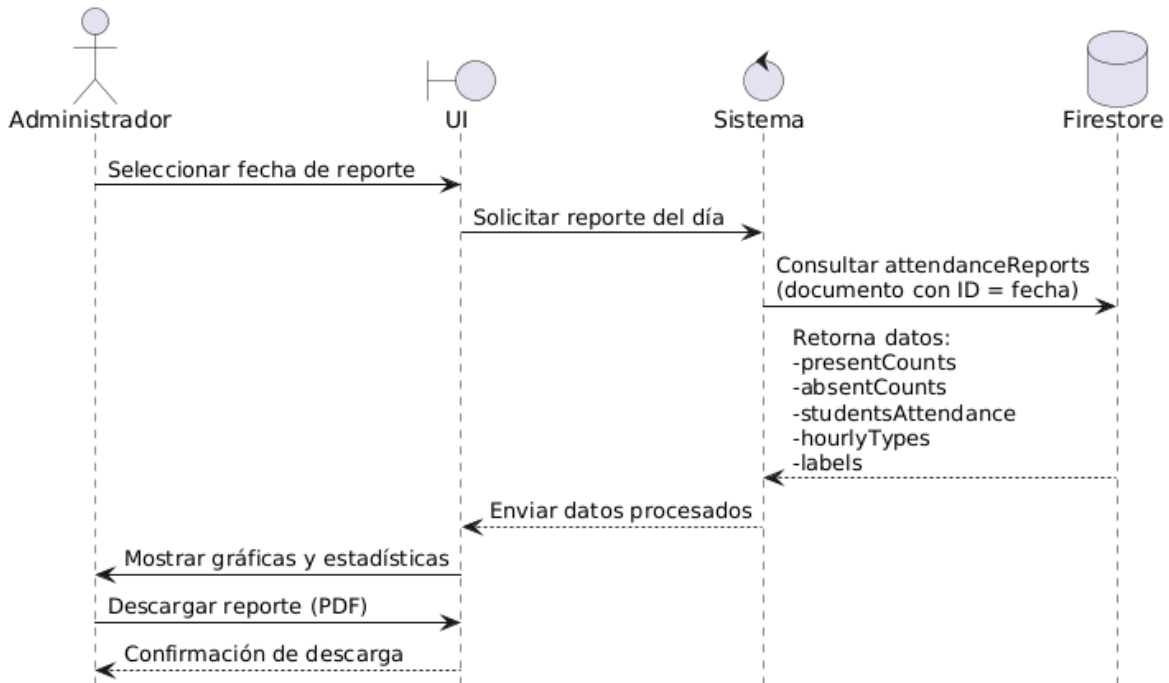 Administrador
UI
Sistema
Firestore
Seleccionar fecha de reporte
Solicitar reporte del día
Consultar attendanceReports
(documento con ID = fecha)
Retorna datos:
-presentCounts
-absentCounts
-studentsAttendance
-hourlyTypes
-labels
Enviar datos procesados
Mostrar gráficas y estadísticas
Descargar reporte (PDF)
Confirmación de descarga